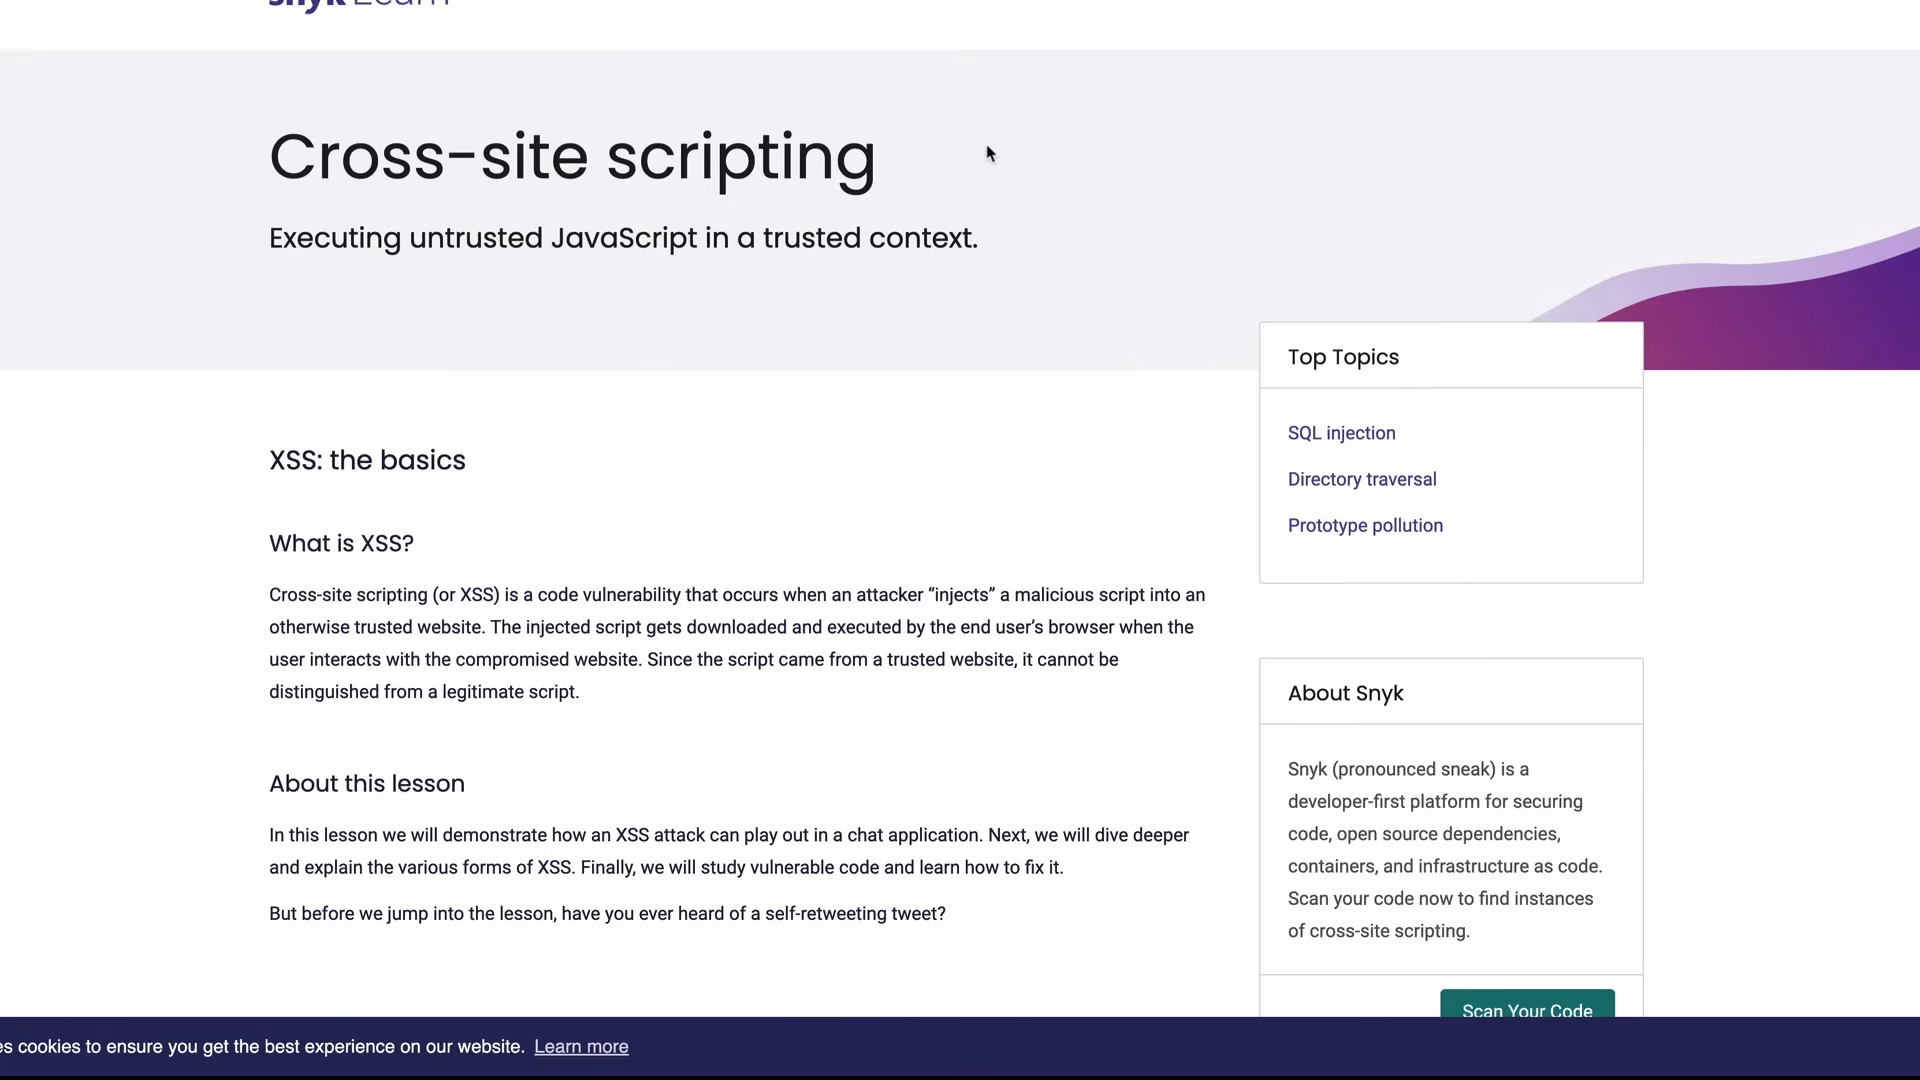 Snyk Learn
Cross-site scripting
Executing untrusted JavaScript in a trusted context.
Top Topics
SQL injection
Directory traversal
Prototype pollution
XSS: the basics
What is XSS?
Cross-site scripting (or XSS) is a code vulnerability that occurs when an attacker “injects” a malicious script into an
otherwise trusted website. The injected script gets downloaded and executed by the end user’s browser when the
user interacts with the compromised website. Since the script came from a trusted website, it cannot be
distinguished from a legitimate script.
About this lesson
In this lesson we will demonstrate how an XSS attack can play out in a chat application. Next, we will dive deeper
and explain the various forms of XSS. Finally, we will study vulnerable code and learn how to fix it.
But before we jump into the lesson, have you ever heard of a self-retweeting tweet?
About Snyk
Snyk (pronounced sneak) is a
developer-first platform for securing
code, open source dependencies,
containers, and infrastructure as code.
Scan your code now to find instances
of cross-site scripting.
Scan Your Code
es cookies to ensure you get the best experience on our website. Learn more